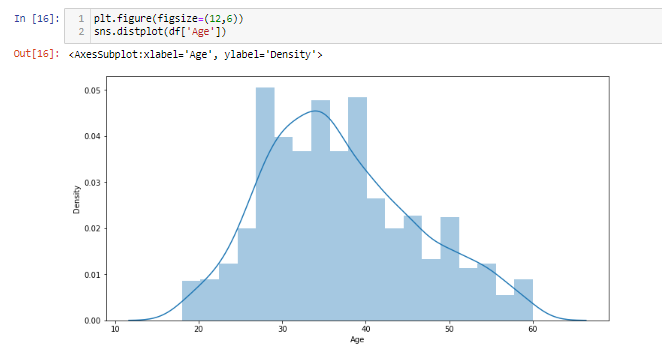 In [16]:
1 plt.figure(figsize=(12,6))
2 sns.distplot(df['Age'])
Out[16]: <AxesSubplot:xlabel='Age', ylabel='Density'>
0.05
0.04
0.03
0.02
0.01
0.00
Density
10 20 30 40 50 60
Age